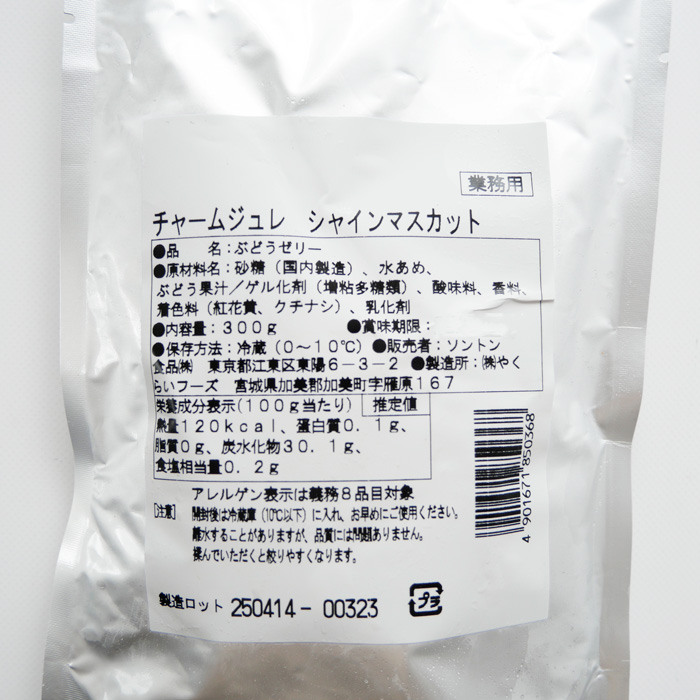 業務用
チャームジュレ　シャインマスカット
●品　　名：ぶどうゼリー
●原材料名：砂糖（国内製造）、水あめ、
ぶどう果汁／ゲル化剤（増粘多糖類）、酸味料、香料、
着色料（紅花黄、クチナシ）、乳化剤
●内容量：300g　　●賞味期限：
●保存方法：冷蔵（0～10℃）●販売者：ソントン
食品㈱　東京都江東区東陽6－3－2　●製造所：㈱やく
らいフーズ　宮城県加美郡加美町字雁原167
栄養成分表示（100g当たり）　推定値
熱量120kcal、蛋白質0.1g、
脂質0g、炭水化物30.1g、
食塩相当量0.2g
アレルゲン表示は義務8品目対象
［注意］　開封後は冷蔵庫（10℃以下）に入れ、お早めにご使用ください。
離水することがありますが、品質には問題ありません。
揉んでいただくと絞りやすくなります。
4 901671 850368
製造ロット 250414－00323
プラ